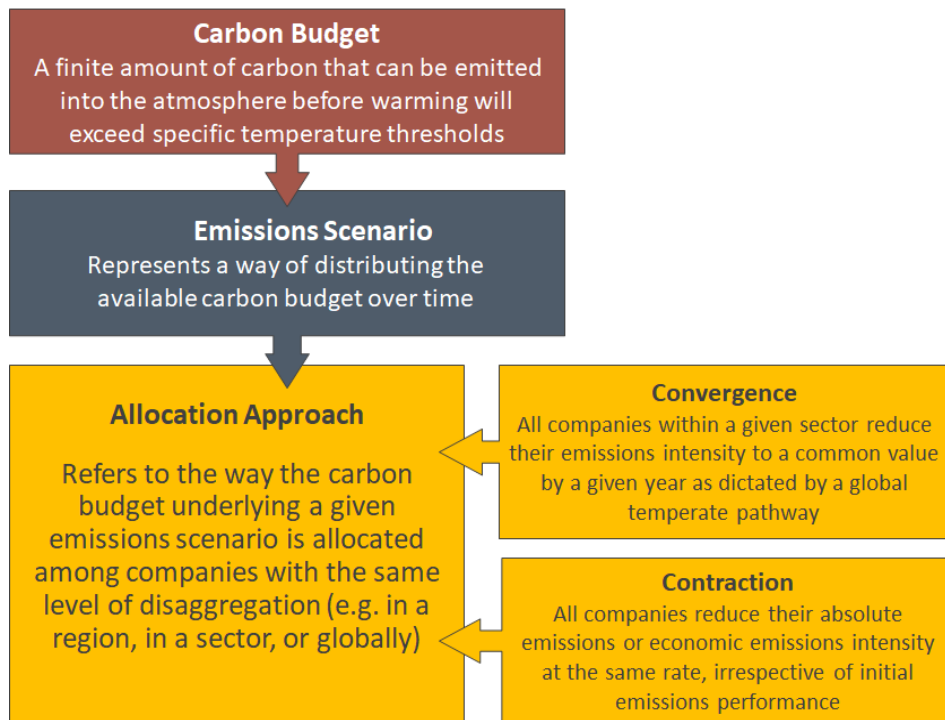 Carbon Budget
A finite amount of carbon that can be emitted
into the atmosphere before warming will
exceed specific temperature thresholds
Emissions Scenario
Represents a way of distributing the
available carbon budget over time
Allocation Approach
Refers to the way the carbon
budget underlying a given
emissions scenario is allocated
among companies with the same
level of disaggregation (e.g. in a
region, in a sector, or globally)
Convergence
All companies within a given sector reduce
their emissions intensity to a common value
by a given year as dictated by a global
temperate pathway
Contraction
All companies reduce their absolute
emissions or economic emissions intensity
at the same rate, irrespective of initial
emissions performance